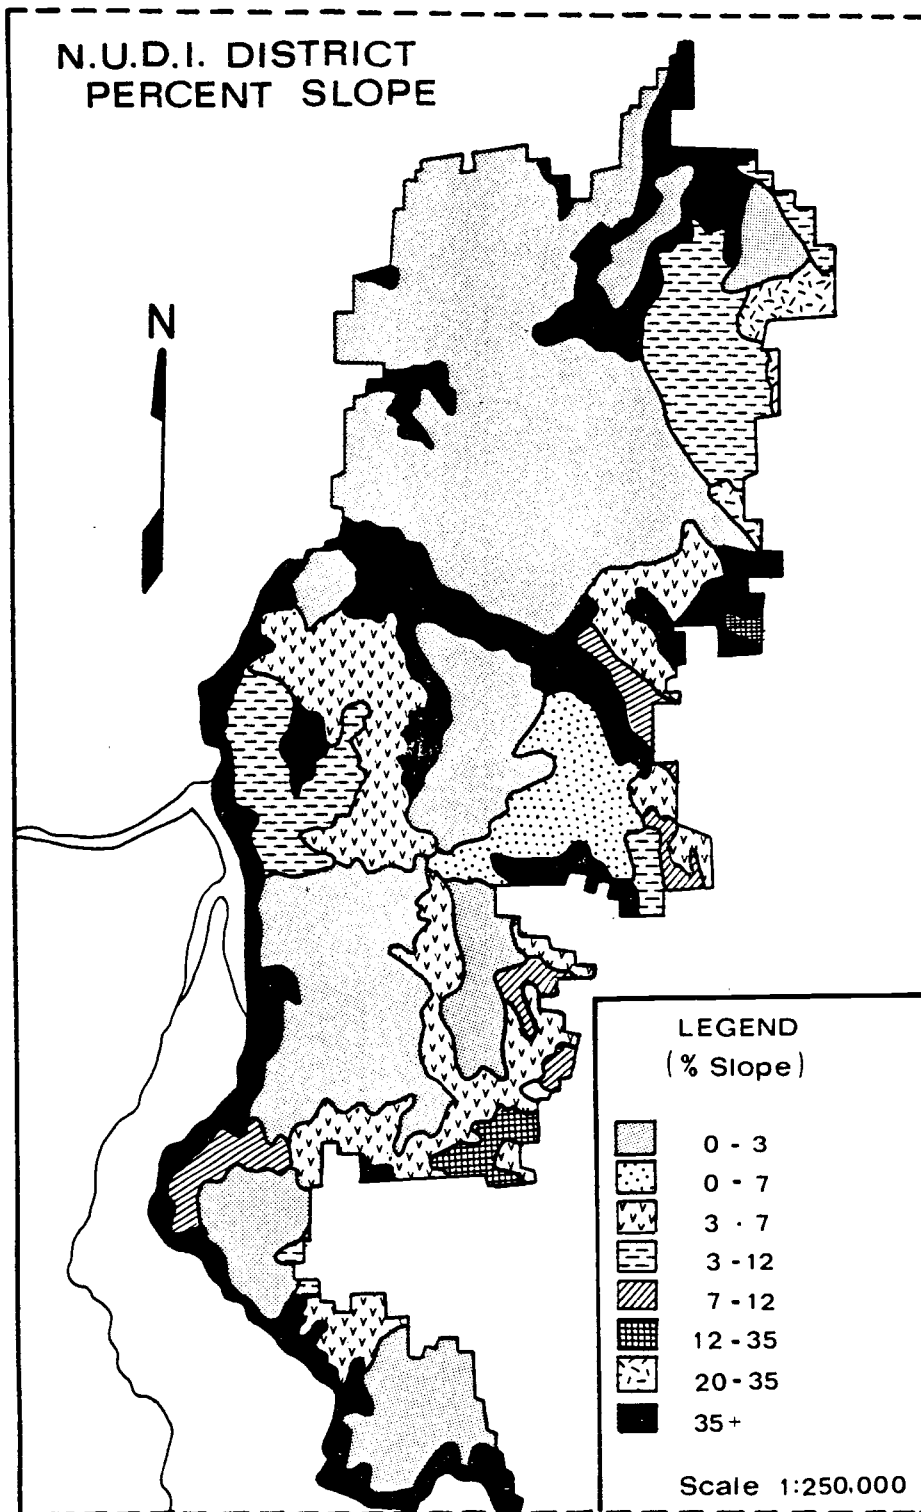 N.U.D.I. DISTRICT
PERCENT SLOPE
N
LEGEND
(% Slope)
0 - 3
0 - 7
3 · 7
3 - 12
7 - 12
12 - 35
20 - 35
35+
Scale 1:250.000